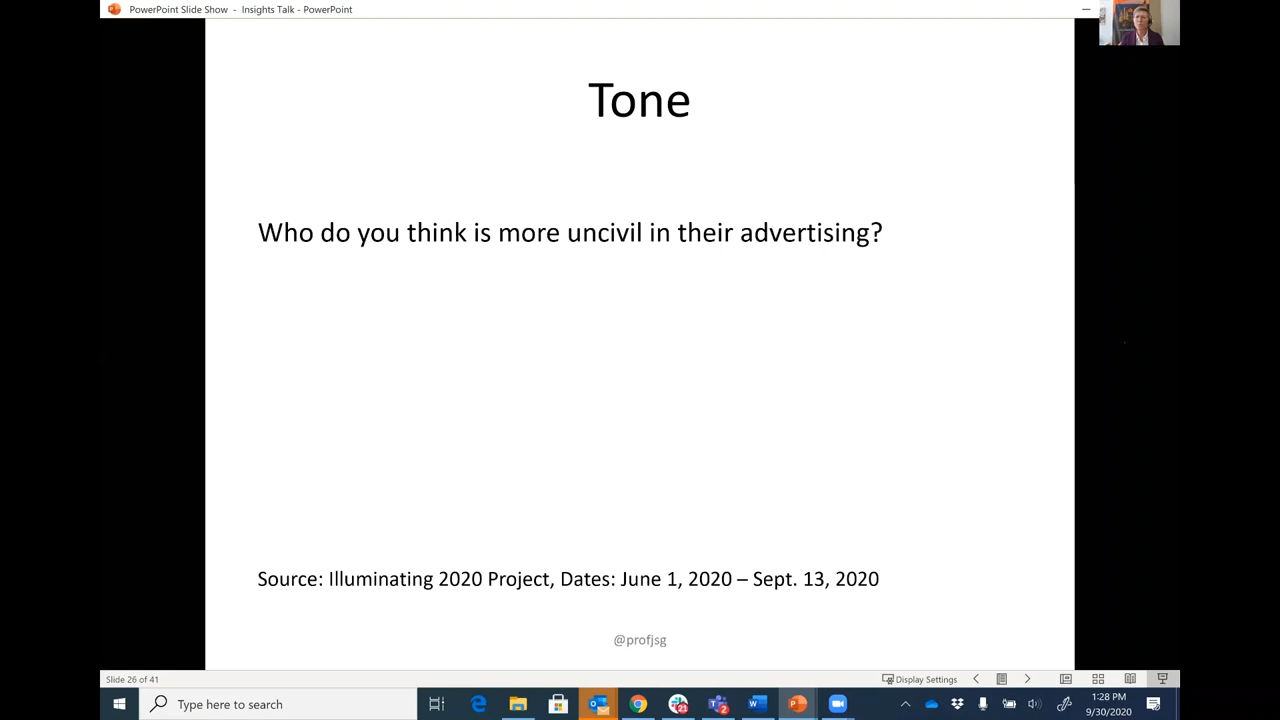 PowerPoint Slide Show - Insights Talk - PowerPoint
Tone
Who do you think is more uncivil in their advertising?
Source: Illuminating 2020 Project, Dates: June 1, 2020 – Sept. 13, 2020
@profjsg
Slide 26 of 41
Display Settings
Type here to search
21
2
1:28 PM
9/30/2020